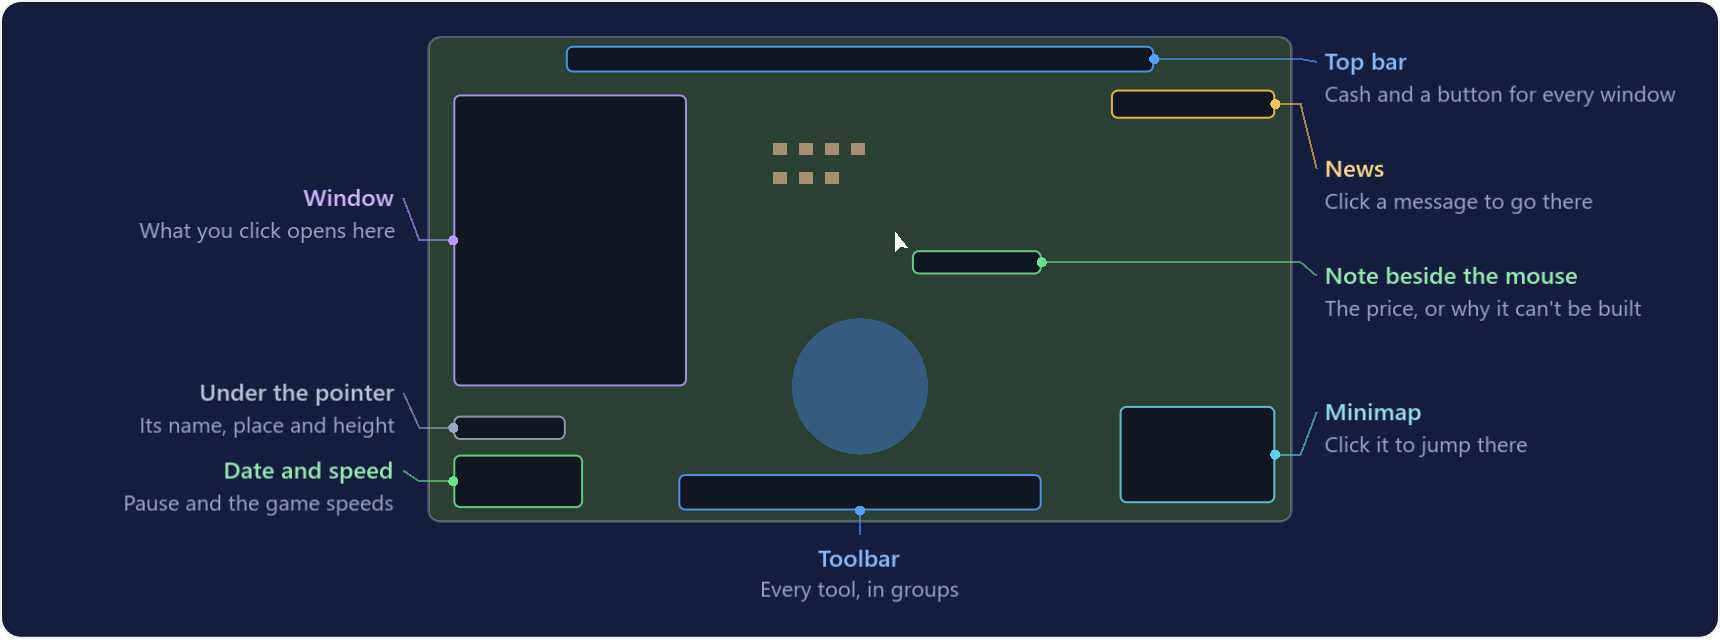 Top bar
Cash and a button for every window
News
Click a message to go there
Window
What you click opens here
Note beside the mouse
The price, or why it can't be built
Under the pointer
Its name, place and height
Minimap
Click it to jump there
Date and speed
Pause and the game speeds
Toolbar
Every tool, in groups